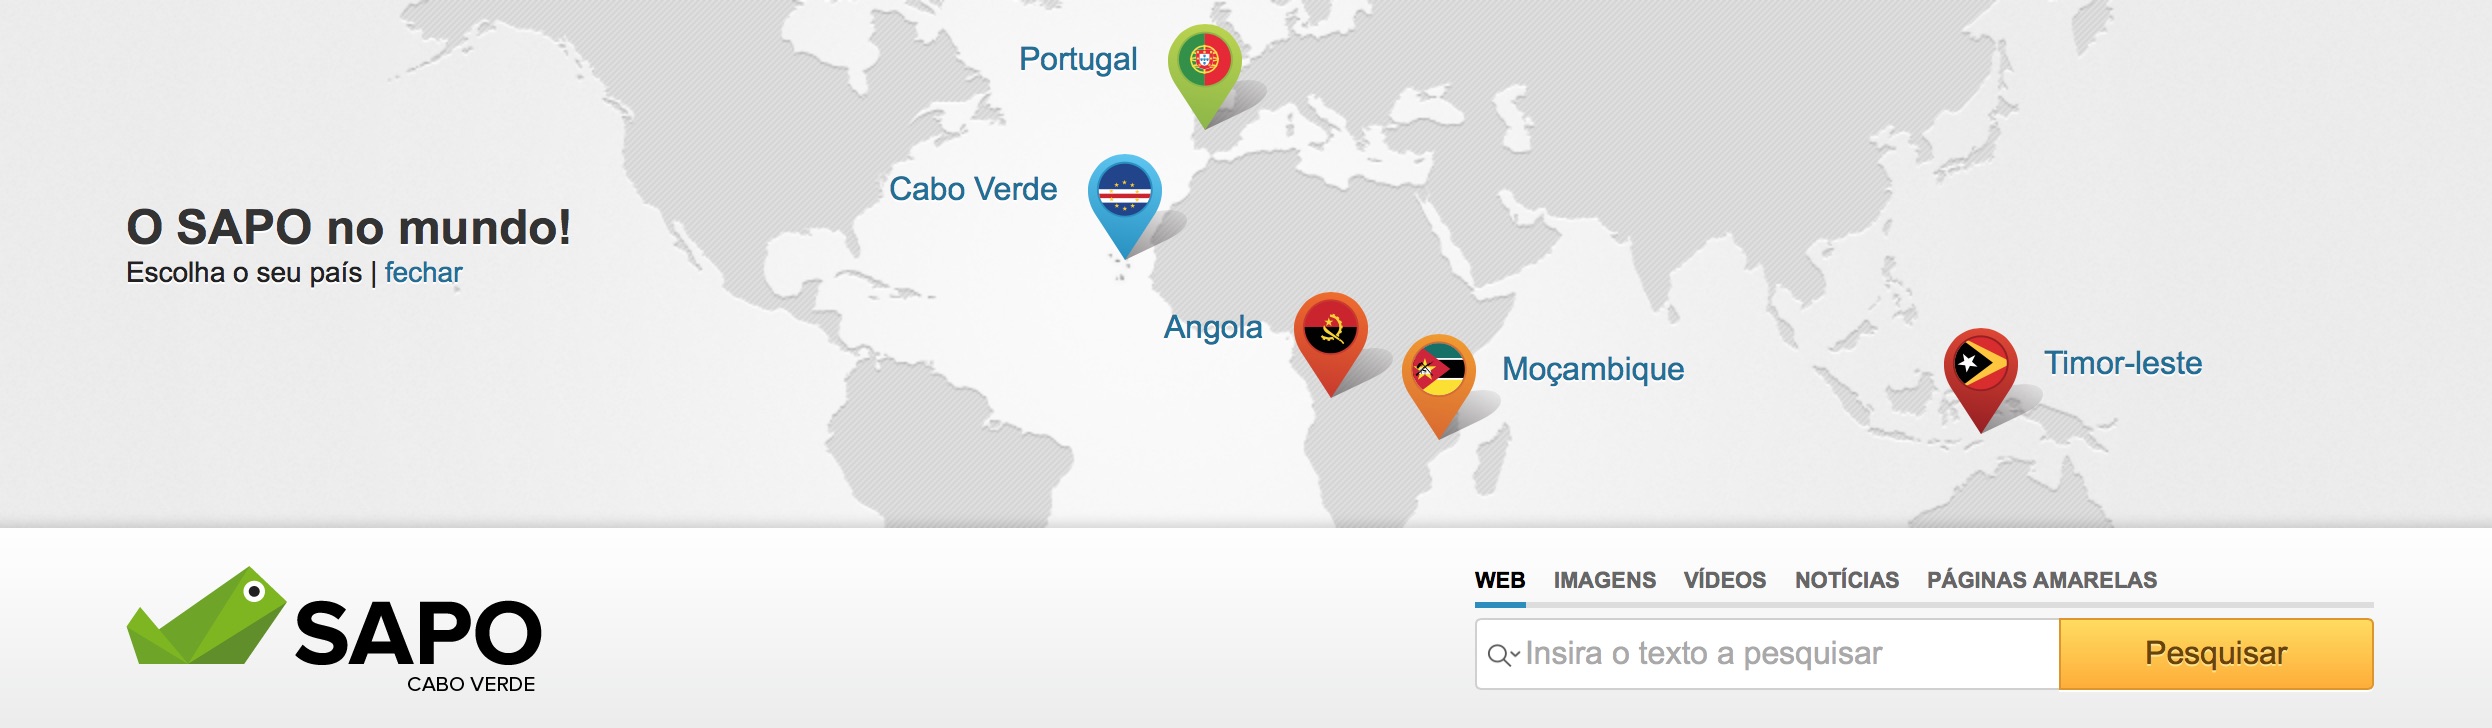 Portugal
Cabo Verde
O SAPO no mundo!
Escolha o seu país | fechar
Angola
Moçambique
Timor-leste
SAPO
CABO VERDE
WEB IMAGENS VÍDEOS NOTÍCIAS PÁGINAS AMARELAS
Insira o texto a pesquisar
Pesquisar